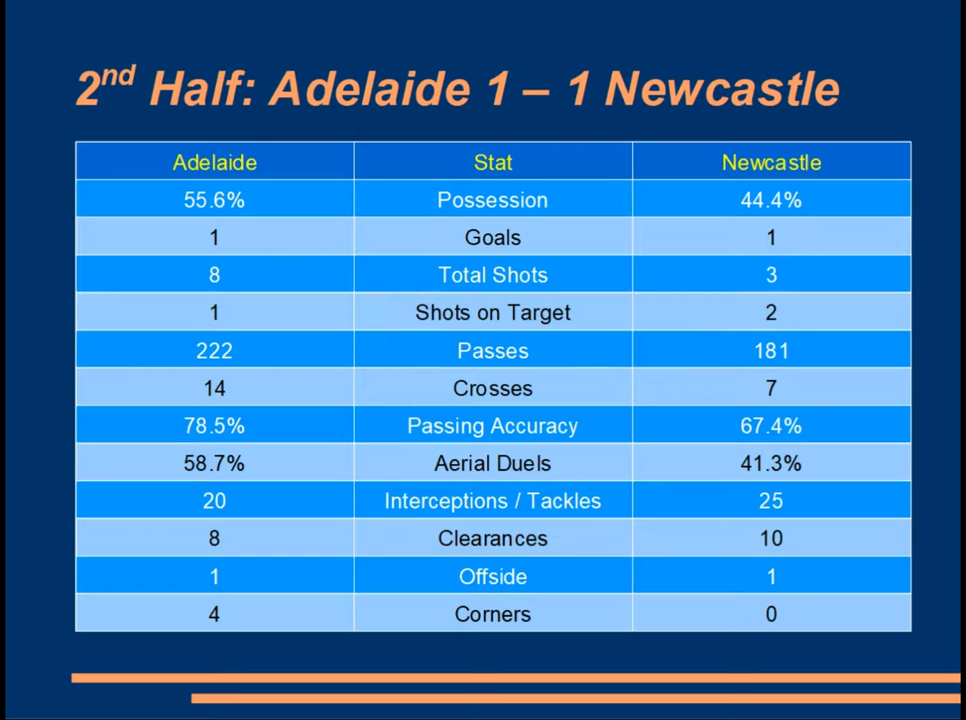 2nd Half: Adelaide 1 – 1 Newcastle
Adelaide Stat Newcastle
55.6% Possession 44.4%
1 Goals 1
8 Total Shots 3
1 Shots on Target 2
222 Passes 181
14 Crosses 7
78.5% Passing Accuracy 67.4%
58.7% Aerial Duels 41.3%
20 Interceptions / Tackles 25
8 Clearances 10
1 Offside 1
4 Corners 0